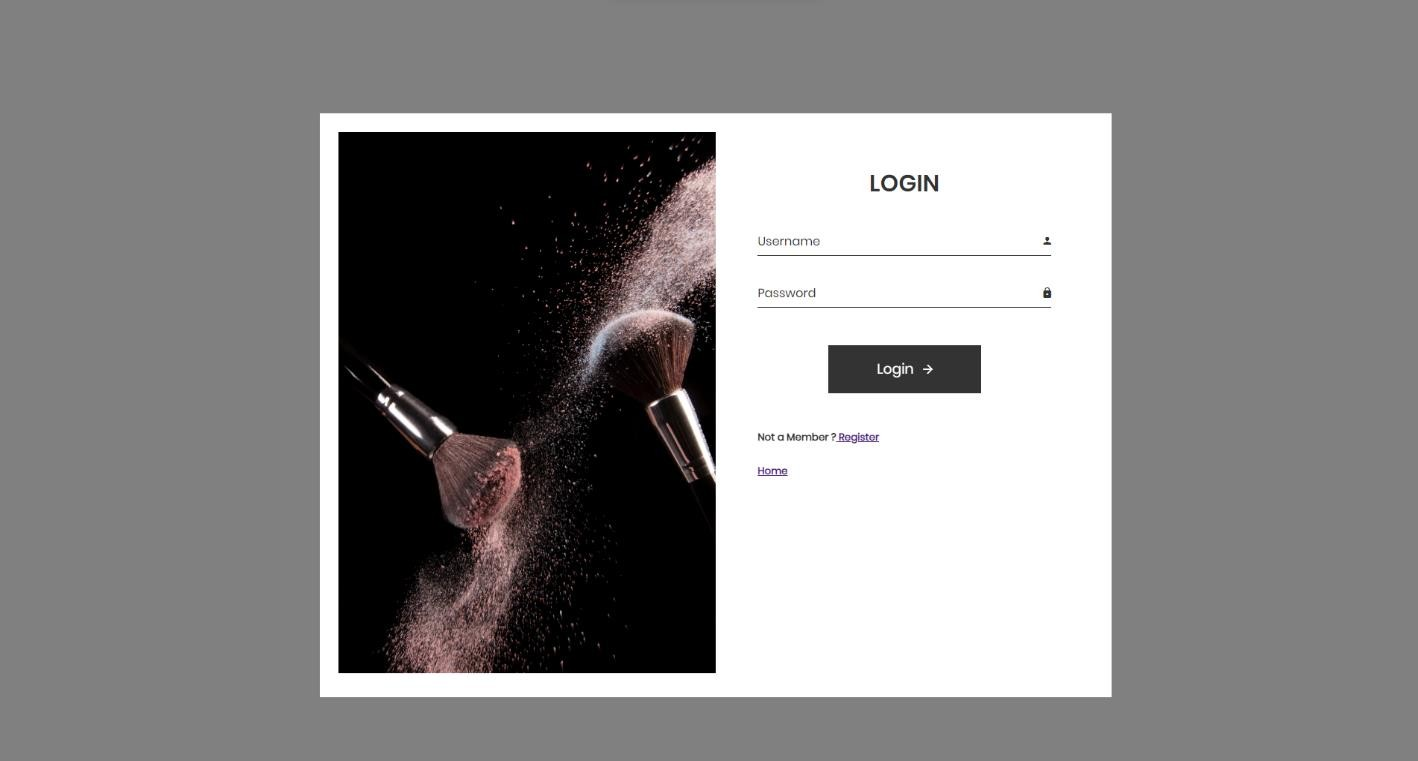 LOGIN
Username
Password
Login →
Not a Member ? Register
Home